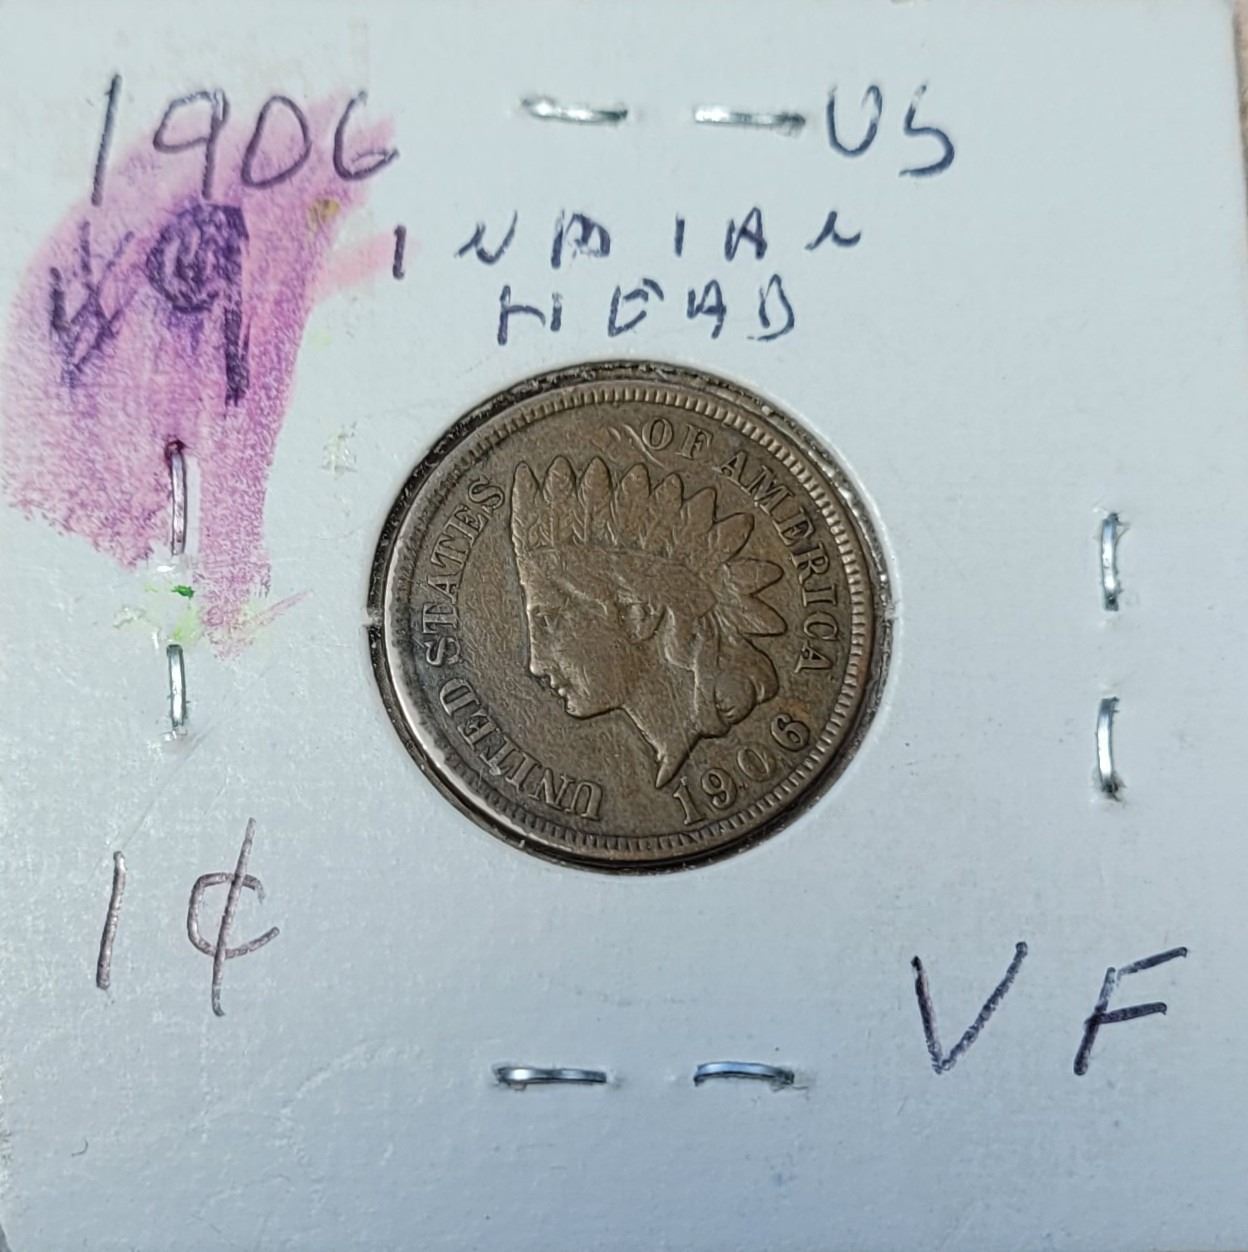 1906 US
INDIAN
HEAD
UNITED STATES OF AMERICA
1906
1¢
VF